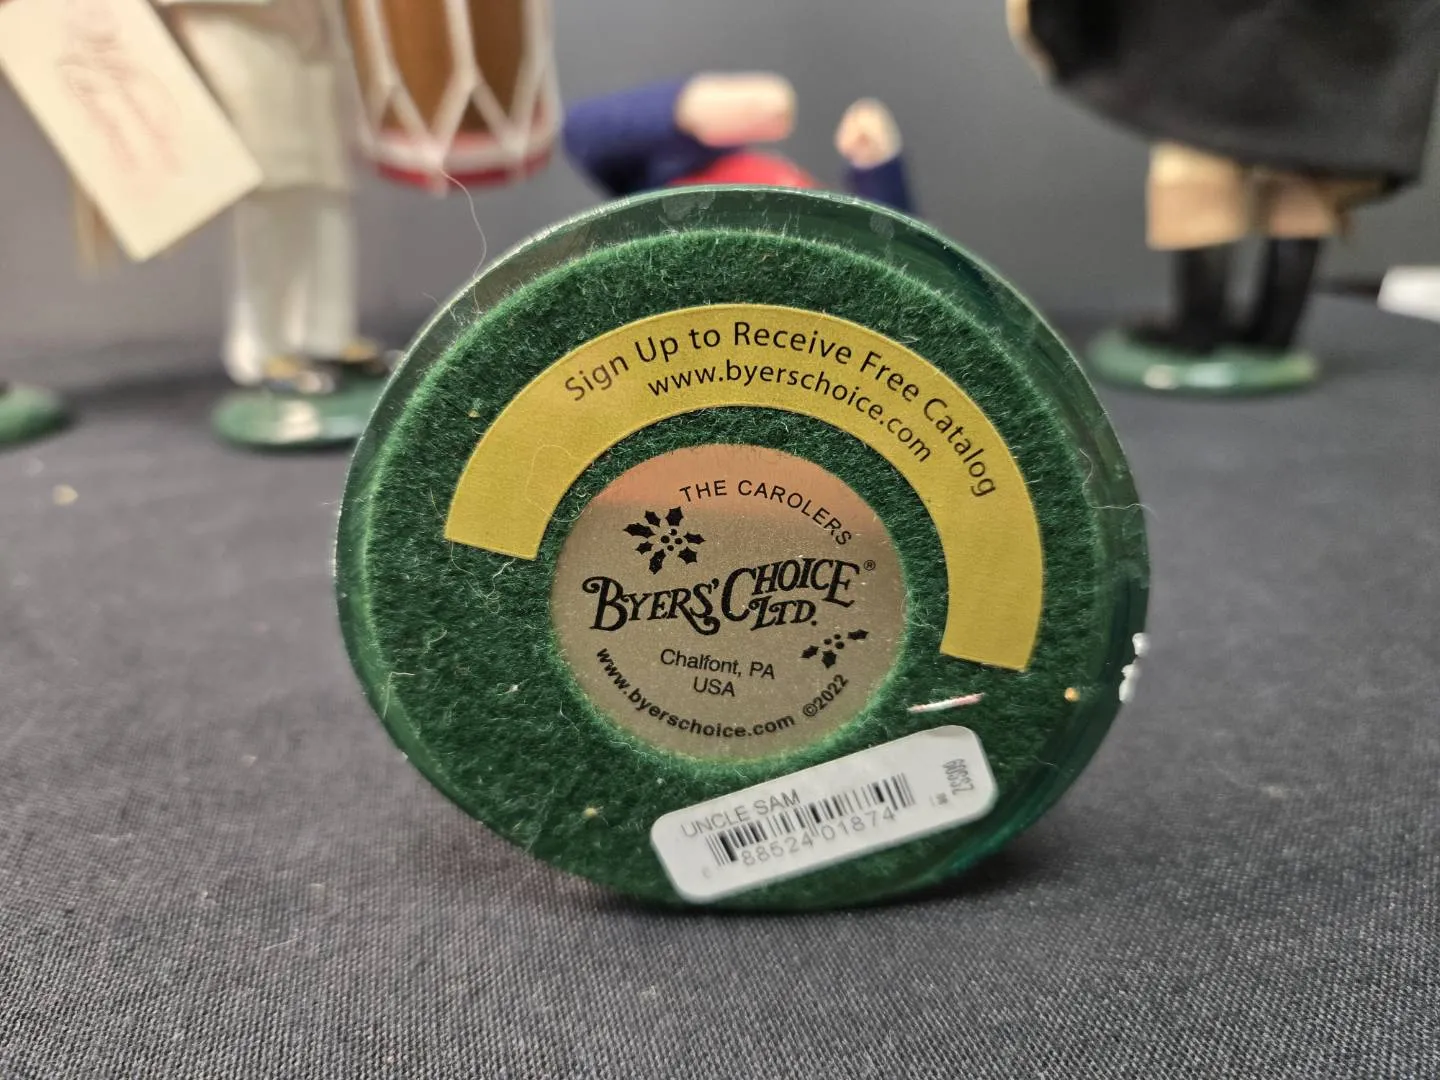 Sign Up to Receive Free Catalog
www.byerschoice.com
THE CAROLERS
BYERS' CHOICE ®
LTD.
Chalfont, PA
USA
www.byerschoice.com ©2022
UNCLE SAM
88524 01874